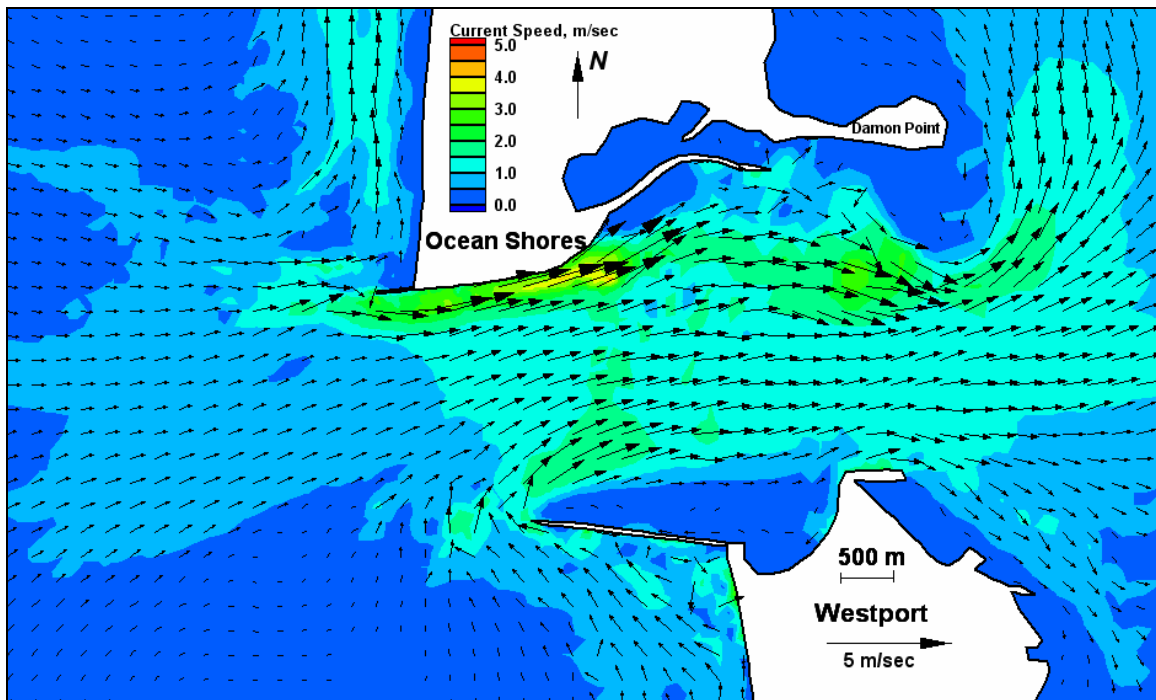 Current Speed, m/sec
5.0
4.0
3.0
2.0
1.0
0.0
N
Damon Point
Ocean Shores
500 m
Westport
5 m/sec